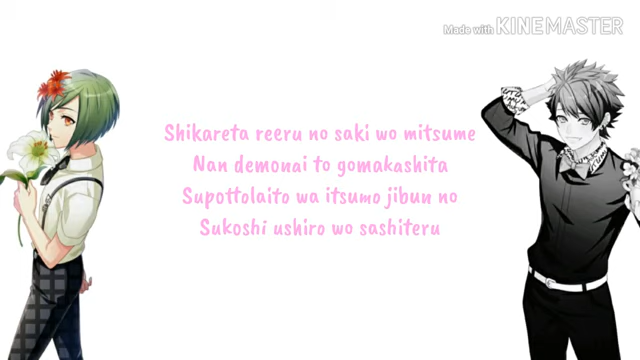 Made with KINEMASTER
Shikareta reeru no saki wo mitsume
Nan demonai to gomakashita
Supottolaito wa itsumo jibun no
Sukoshi ushiro wo sashiteru